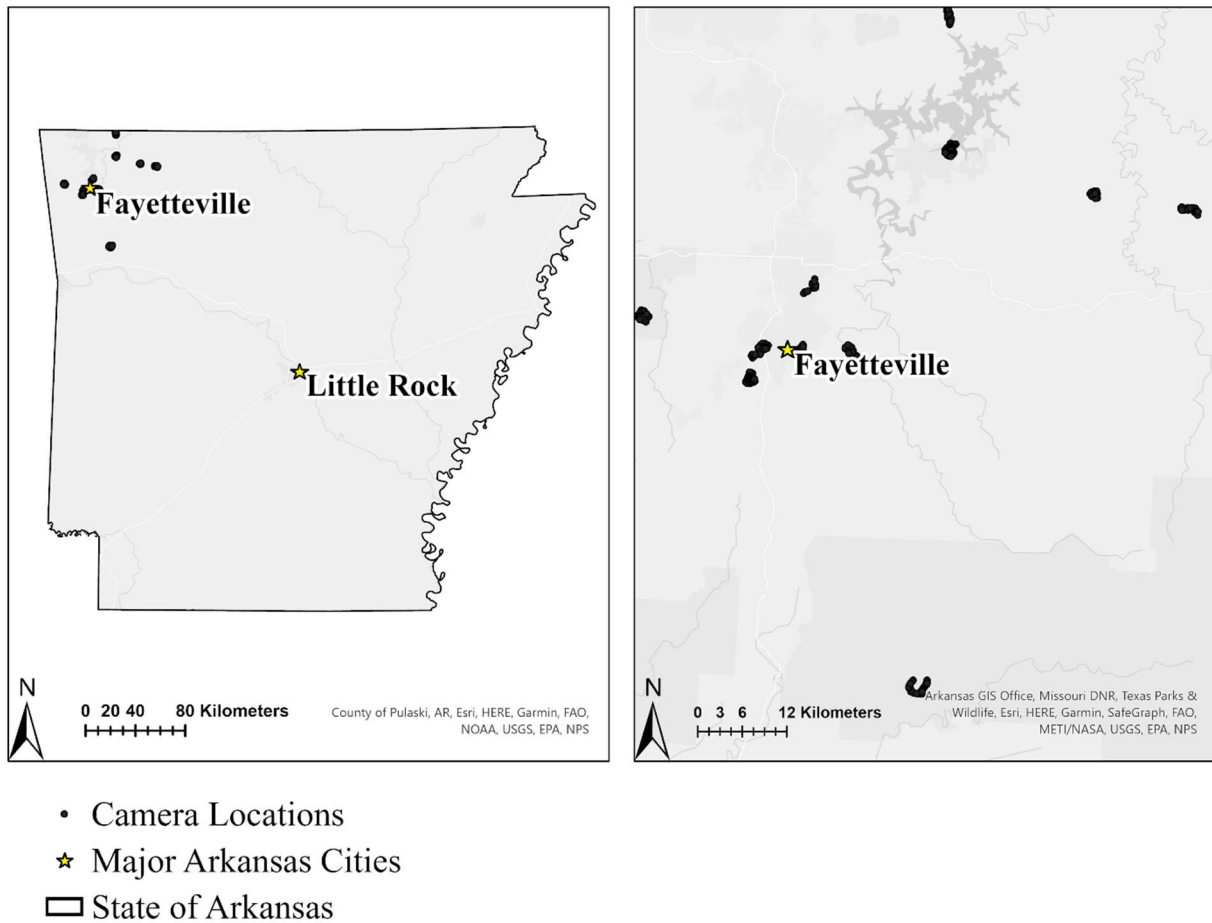 Fayetteville
Little Rock
N
0 20 40 80 Kilometers
County of Pulaski, AR, Esri, HERE, Garmin, FAO,
NOAA, USGS, EPA, NPS
Fayetteville
N
0 3 6 12 Kilometers
Arkansas GIS Office, Missouri DNR, Texas Parks &
Wildlife, Esri, HERE, Garmin, SafeGraph, FAO,
METI/NASA, USGS, EPA, NPS
Camera Locations
Major Arkansas Cities
State of Arkansas